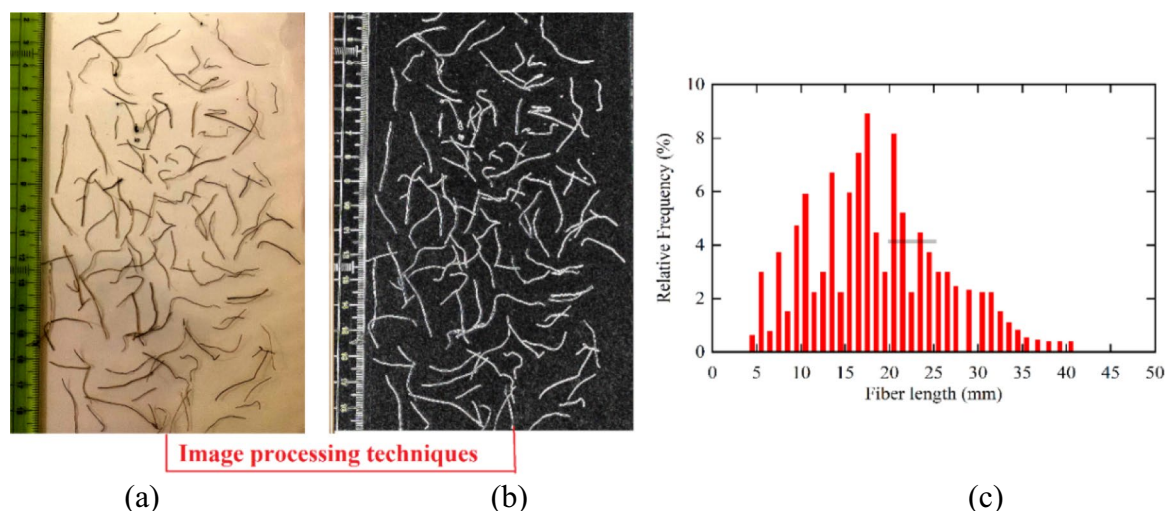 Image processing techniques
(a)
(b)
10
8
6
4
2
0
Relative Frequency (%)
0 5 10 15 20 25 30 35 40 45 50
Fiber length (mm)
(c)